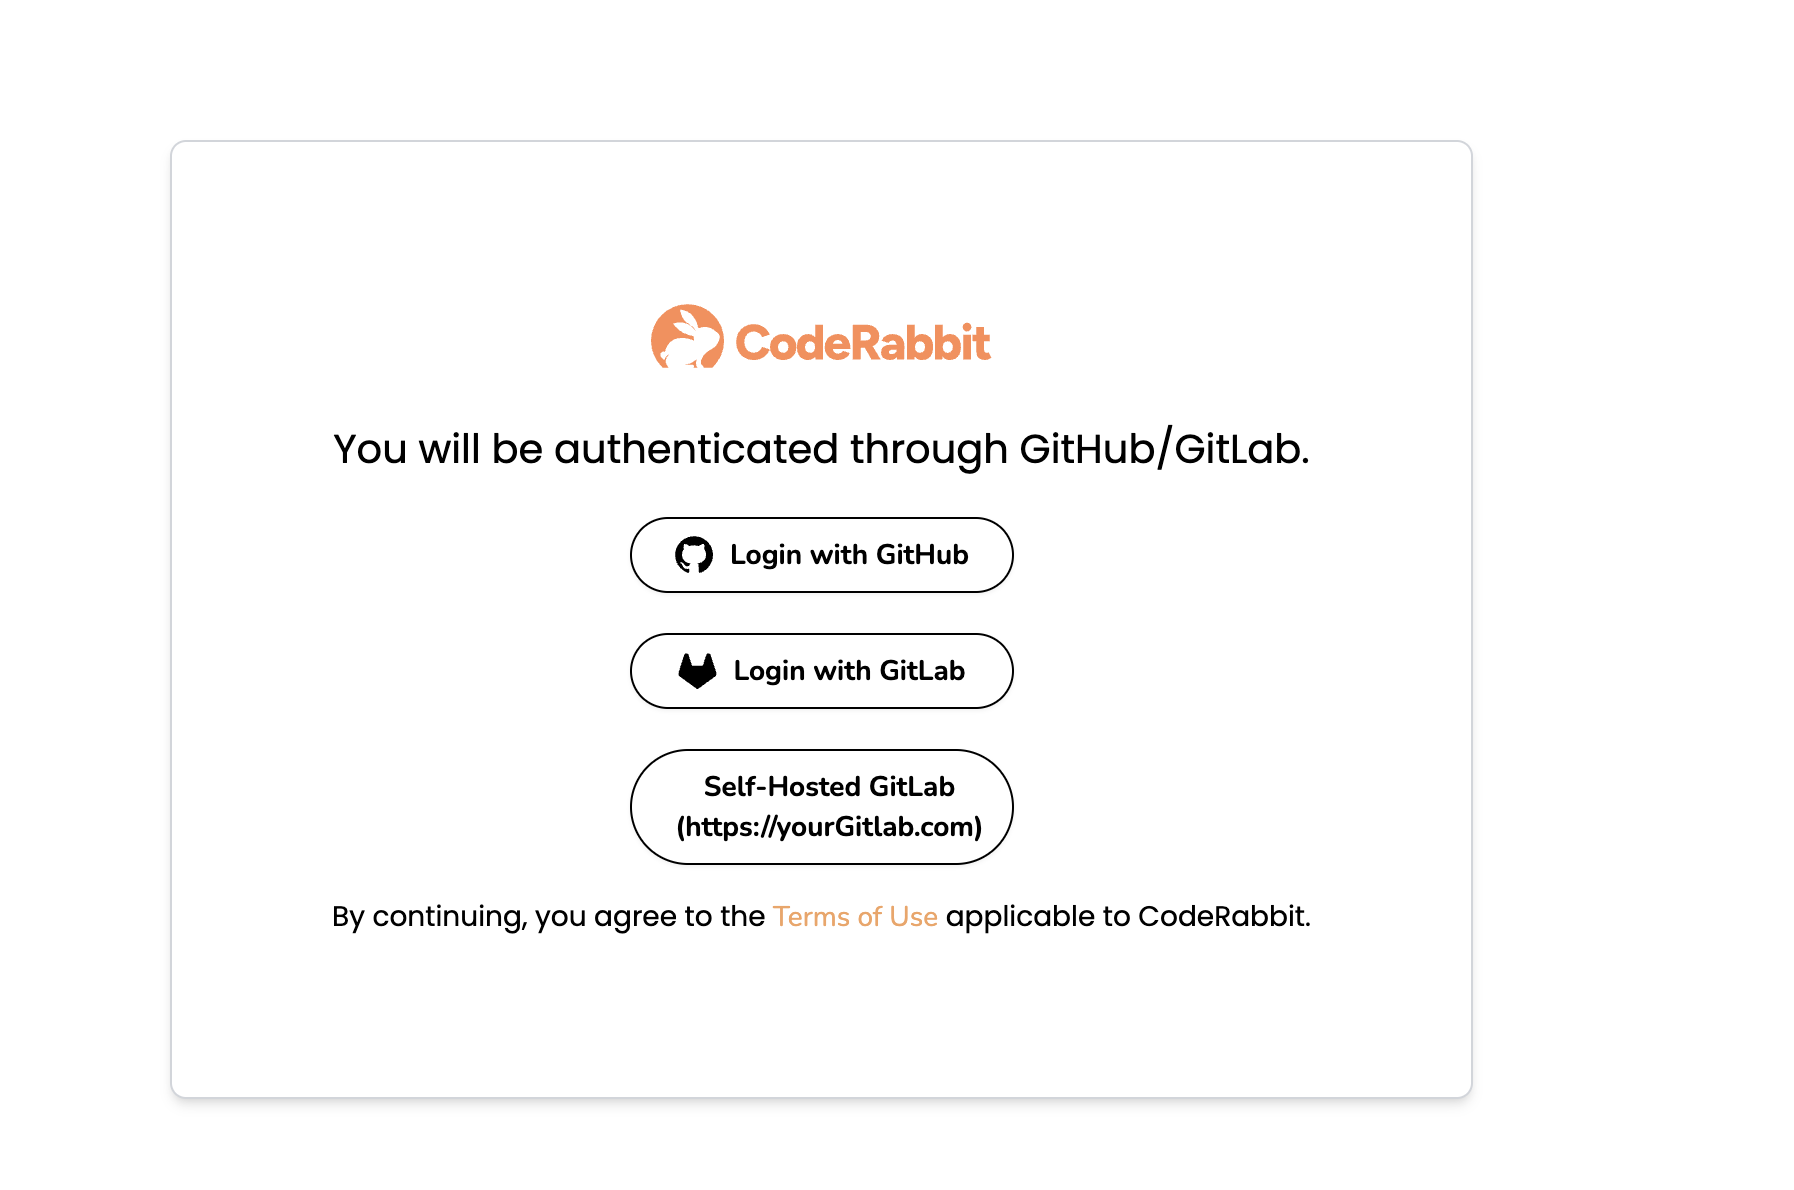 CodeRabbit
You will be authenticated through GitHub/GitLab.
Login with GitHub
Login with GitLab
Self-Hosted GitLab
(https://yourGitlab.com)
By continuing, you agree to the Terms of Use applicable to CodeRabbit.